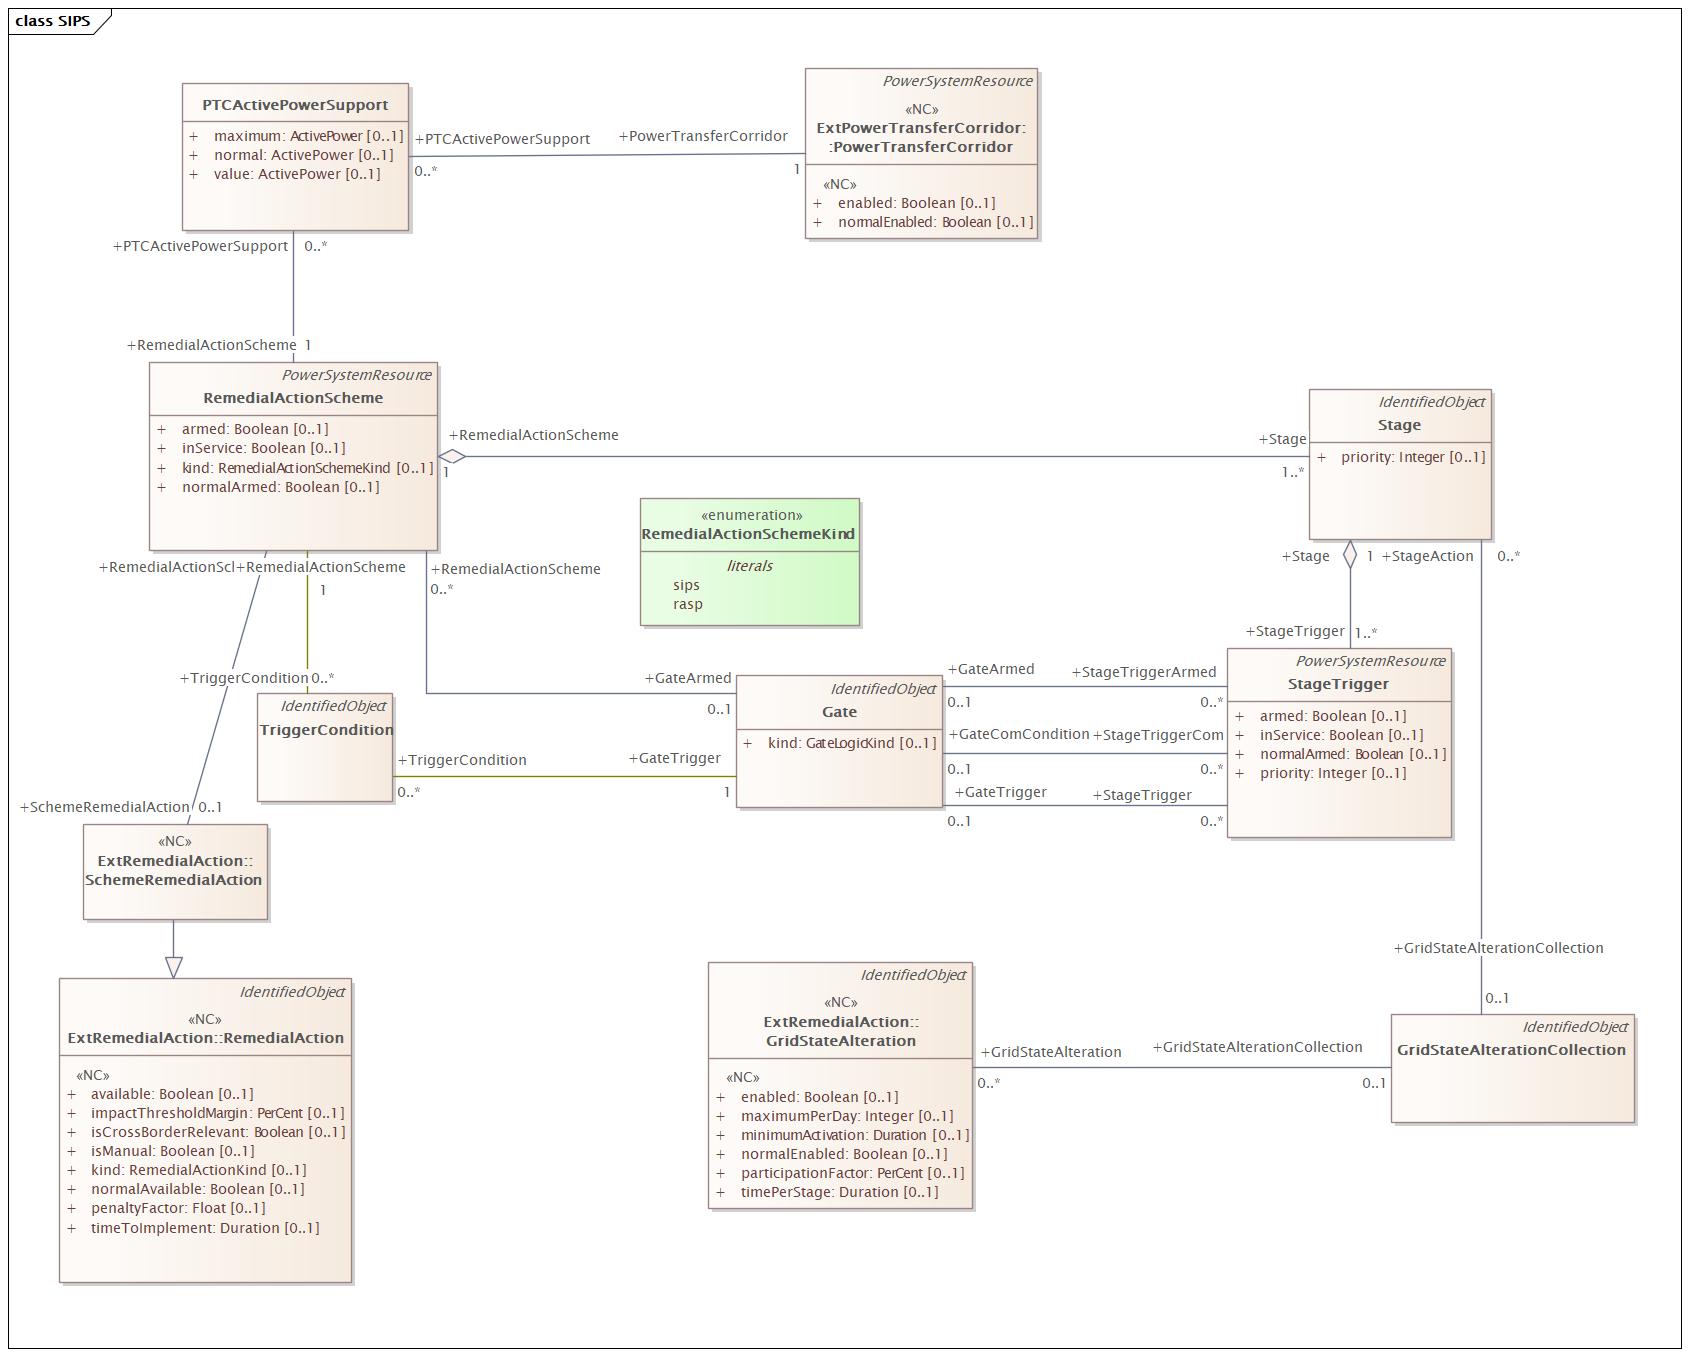 class SIPS
PTCActivePowerSupport
+ maximum: ActivePower [0..1]
+ normal: ActivePower [0..1]
+ value: ActivePower [0..1]
+PTCActivePowerSupport
0..*
+PowerTransferCorridor
1
PowerSystemResource
«NC»
ExtPowerTransferCorridor:
:PowerTransferCorridor
«NC»
+ enabled: Boolean [0..1]
+ normalEnabled: Boolean [0..1]
+PTCActivePowerSupport 0..*
+RemedialActionScheme 1
PowerSystemResource
RemedialActionScheme
+ armed: Boolean [0..1]
+ inService: Boolean [0..1]
+ kind: RemedialActionSchemeKind [0..1]
+ normalArmed: Boolean [0..1]
+RemedialActionScheme
1
+Stage
1..*
IdentifiedObject
Stage
+ priority: Integer [0..1]
«enumeration»
RemedialActionSchemeKind
literals
sips
rasp
+RemedialActionScl
+RemedialActionScheme
1
+RemedialActionScheme
0..*
+Stage 1
+StageAction 0..*
+StageTrigger 1..*
+TriggerCondition 0..*
IdentifiedObject
TriggerCondition
+TriggerCondition
0..*
+GateTrigger
1
+GateArmed
0..1
IdentifiedObject
Gate
+ kind: GateLogicKind [0..1]
+GateArmed
0..1
+StageTriggerArmed
0..*
+GateComCondition
0..1
+StageTriggerCom
0..*
+GateTrigger
0..1
+StageTrigger
0..*
PowerSystemResource
StageTrigger
+ armed: Boolean [0..1]
+ inService: Boolean [0..1]
+ normalArmed: Boolean [0..1]
+ priority: Integer [0..1]
+SchemeRemedialAction 0..1
«NC»
ExtRemedialAction::
SchemeRemedialAction
IdentifiedObject
«NC»
ExtRemedialAction::RemedialAction
«NC»
+ available: Boolean [0..1]
+ impactThresholdMargin: PerCent [0..1]
+ isCrossBorderRelevant: Boolean [0..1]
+ isManual: Boolean [0..1]
+ kind: RemedialActionKind [0..1]
+ normalAvailable: Boolean [0..1]
+ penaltyFactor: Float [0..1]
+ timeToImplement: Duration [0..1]
IdentifiedObject
«NC»
ExtRemedialAction::
GridStateAlteration
«NC»
+ enabled: Boolean [0..1]
+ maximumPerDay: Integer [0..1]
+ minimumActivation: Duration [0..1]
+ normalEnabled: Boolean [0..1]
+ participationFactor: PerCent [0..1]
+ timePerStage: Duration [0..1]
+GridStateAlteration
0..*
+GridStateAlterationCollection
0..1
+GridStateAlterationCollection
0..1
IdentifiedObject
GridStateAlterationCollection